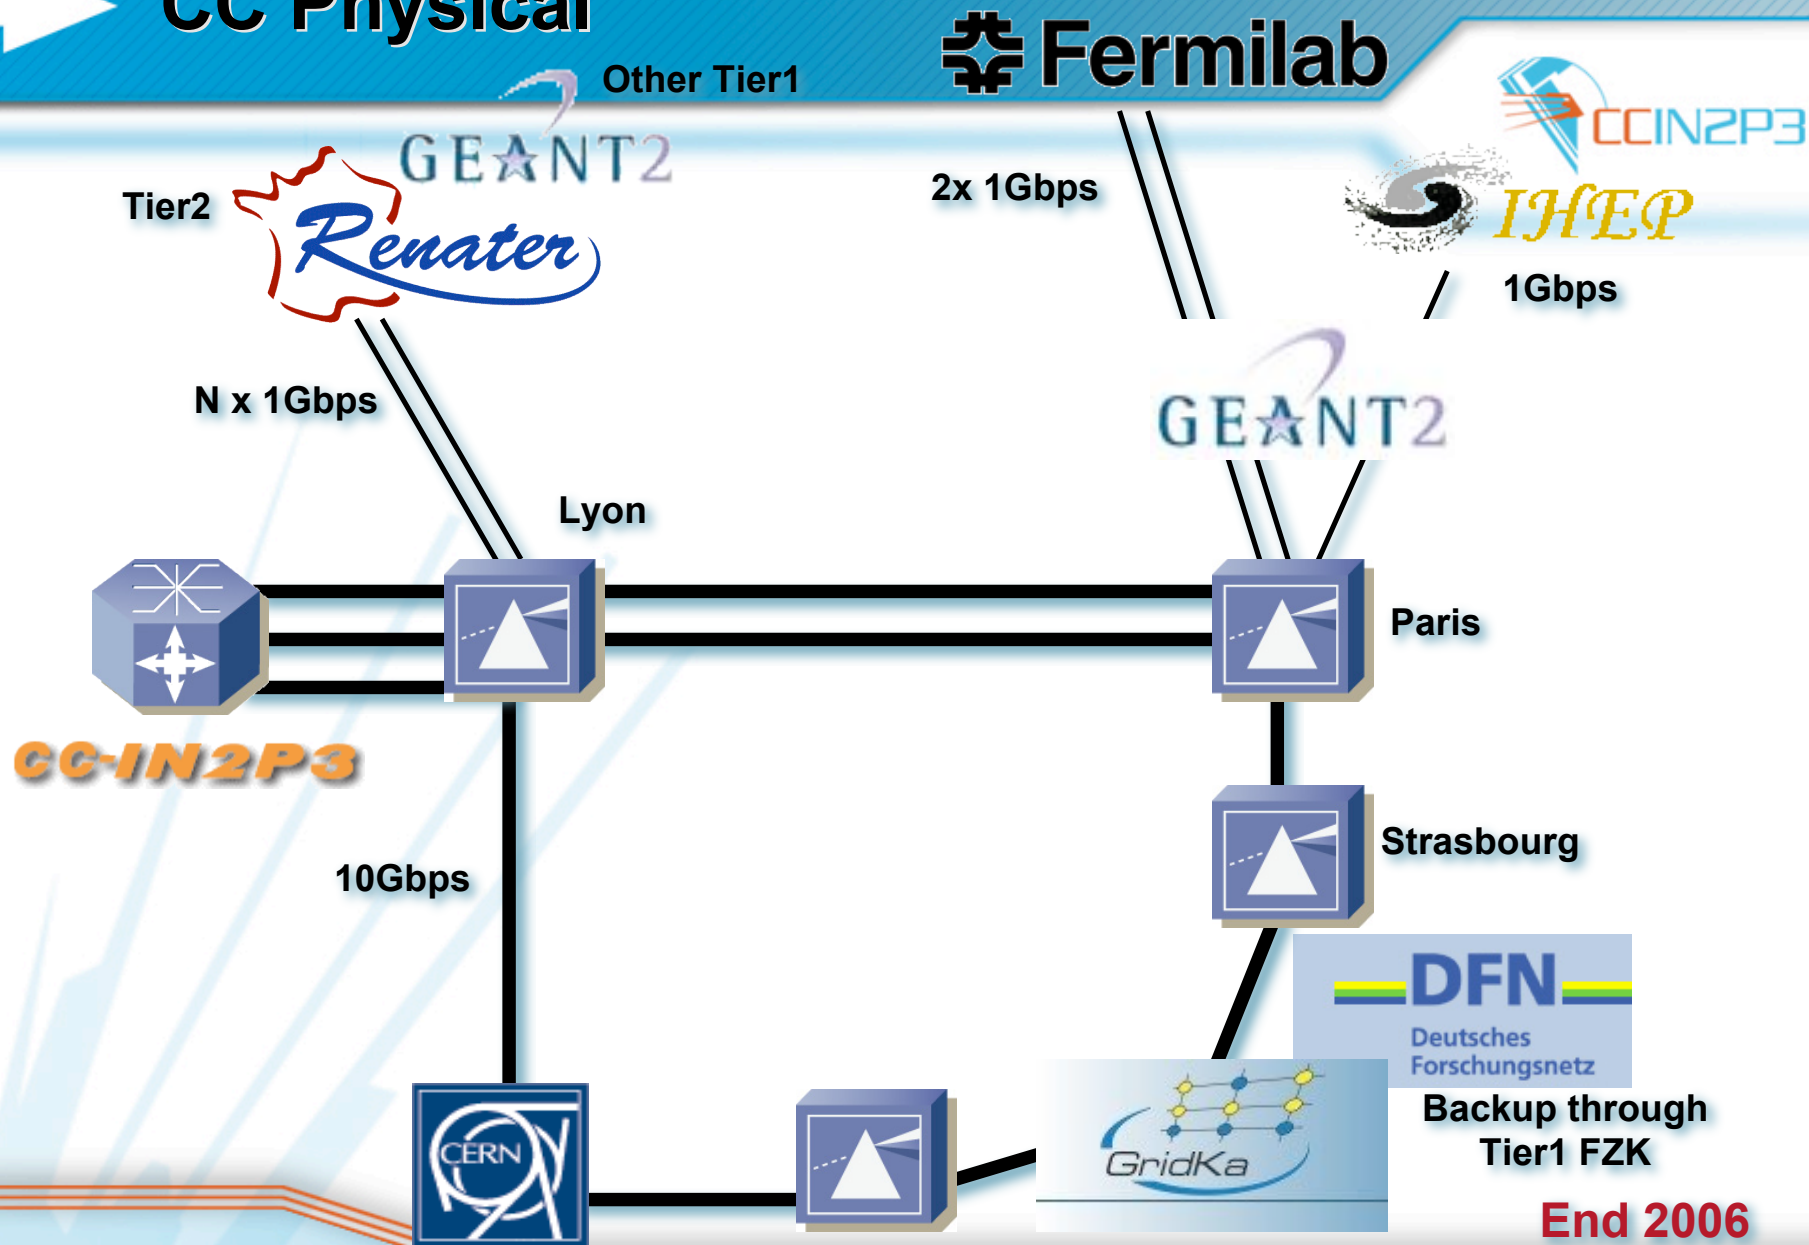 CC Physical
Other Tier1
Fermilab
CCIN2P3
GEANT2
Tier2
Renater
2x 1Gbps
IHEP
1Gbps
N x 1Gbps
GEANT2
Lyon
Paris
CC-IN2P3
Strasbourg
10Gbps
DFN
Deutsches
Forschungsnetz
Backup through
Tier1 FZK
CERN
GridKa
End 2006